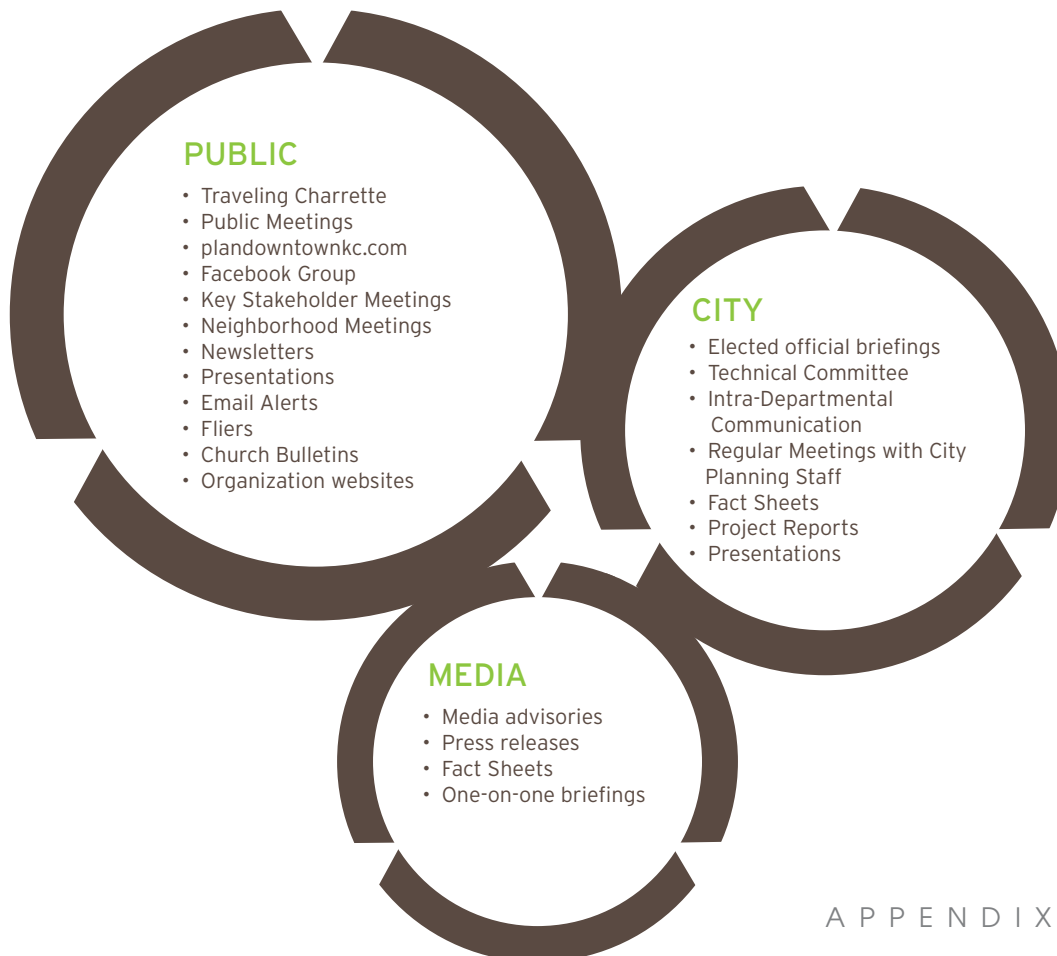 PUBLIC
• Traveling Charrette
• Public Meetings
• plandowntownkc.com
• Facebook Group
• Key Stakeholder Meetings
• Neighborhood Meetings
• Newsletters
• Presentations
• Email Alerts
• Fliers
• Church Bulletins
• Organization websites
CITY
• Elected official briefings
• Technical Committee
• Intra-Departmental
Communication
• Regular Meetings with City
Planning Staff
• Fact Sheets
• Project Reports
• Presentations
MEDIA
• Media advisories
• Press releases
• Fact Sheets
• One-on-one briefings
APPENDIX